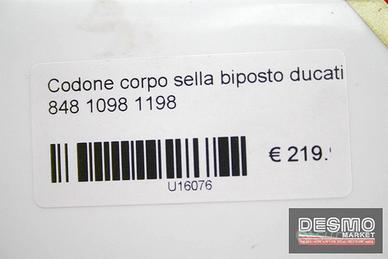 Codone corpo sella biposto ducati
848 1098 1198
€ 219.
U16076
DESMO
MARKET